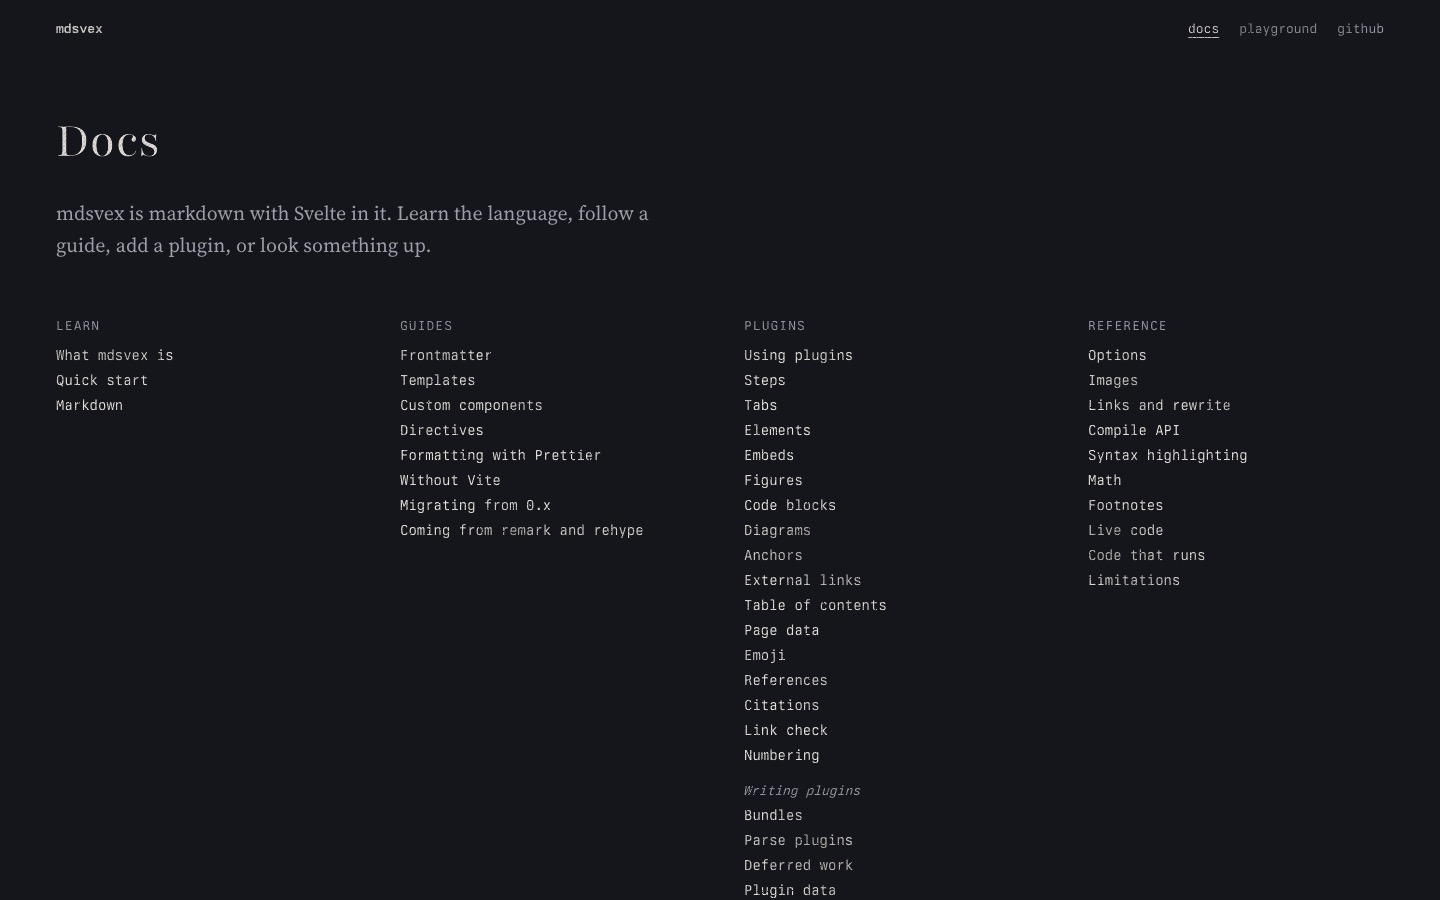 mdsvex
docs playground github
Docs
mdsvex is markdown with Svelte in it. Learn the language, follow a
guide, add a plugin, or look something up.
LEARN
What mdsvex is
Quick start
Markdown
GUIDES
Frontmatter
Templates
Custom components
Directives
Formatting with Prettier
Without Vite
Migrating from 0.x
Coming from remark and rehype
PLUGINS
Using plugins
Steps
Tabs
Elements
Embeds
Figures
Code blocks
Diagrams
Anchors
External links
Table of contents
Page data
Emoji
References
Citations
Link check
Numbering
Writing plugins
Bundles
Parse plugins
Deferred work
Plugin data
REFERENCE
Options
Images
Links and rewrite
Compile API
Syntax highlighting
Math
Footnotes
Live code
Code that runs
Limitations